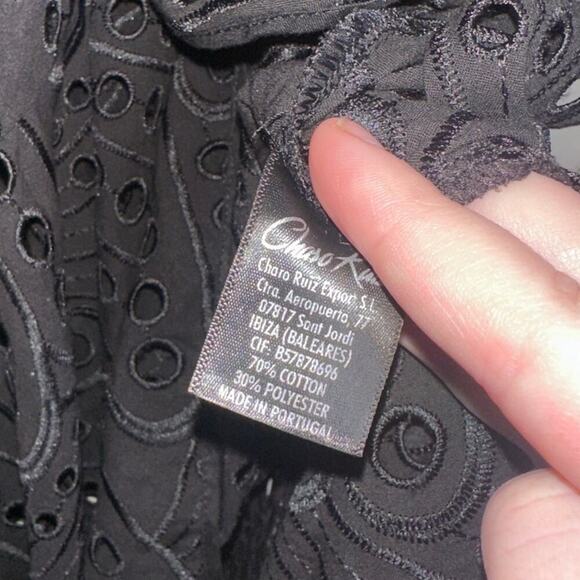 Charo Ruiz Export S.L.
Ctra. Aeropuerto, 77
07817 Sant Jordi
IBIZA (BALEARES)
CIF: B57878696
70% COTTON
30% POLYESTER
MADE IN PORTUGAL